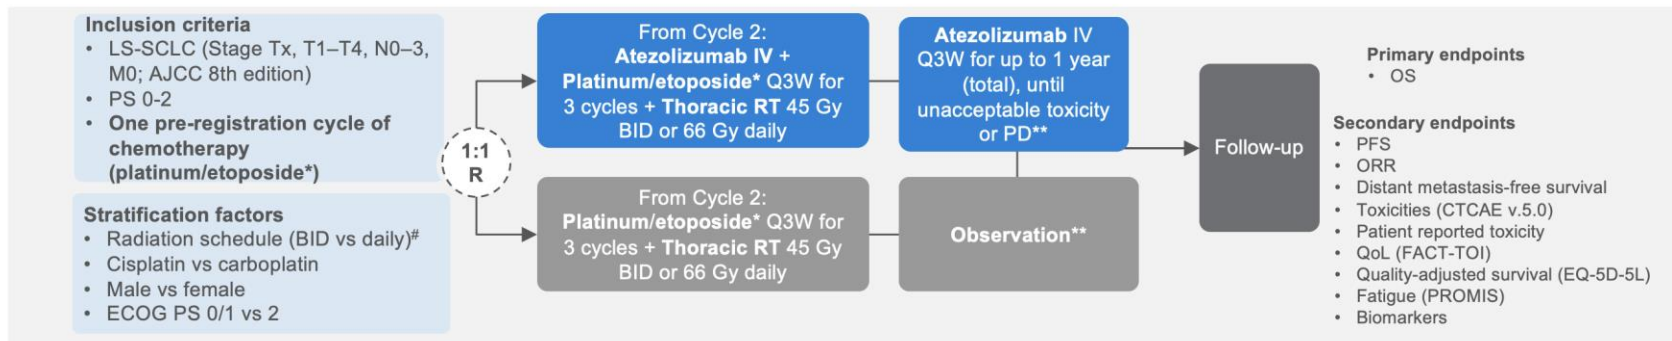 Inclusion criteria
• LS-SCLC (Stage Tx, T1–T4, N0–3,
M0; AJCC 8th edition)
• PS 0-2
• One pre-registration cycle of
chemotherapy
(platinum/etoposide*)
Stratification factors
• Radiation schedule (BID vs daily)#
• Cisplatin vs carboplatin
• Male vs female
• ECOG PS 0/1 vs 2
1:1
R
From Cycle 2:
Atezolizumab IV +
Platinum/etoposide* Q3W for
3 cycles + Thoracic RT 45 Gy
BID or 66 Gy daily
From Cycle 2:
Platinum/etoposide* Q3W for
3 cycles + Thoracic RT 45 Gy
BID or 66 Gy daily
Atezolizumab IV
Q3W for up to 1 year
(total), until
unacceptable toxicity
or PD**
Observation**
Follow-up
Primary endpoints
• OS
Secondary endpoints
• PFS
• ORR
• Distant metastasis-free survival
• Toxicities (CTCAE v.5.0)
• Patient reported toxicity
• QoL (FACT-TOI)
• Quality-adjusted survival (EQ-5D-5L)
• Fatigue (PROMIS)
• Biomarkers